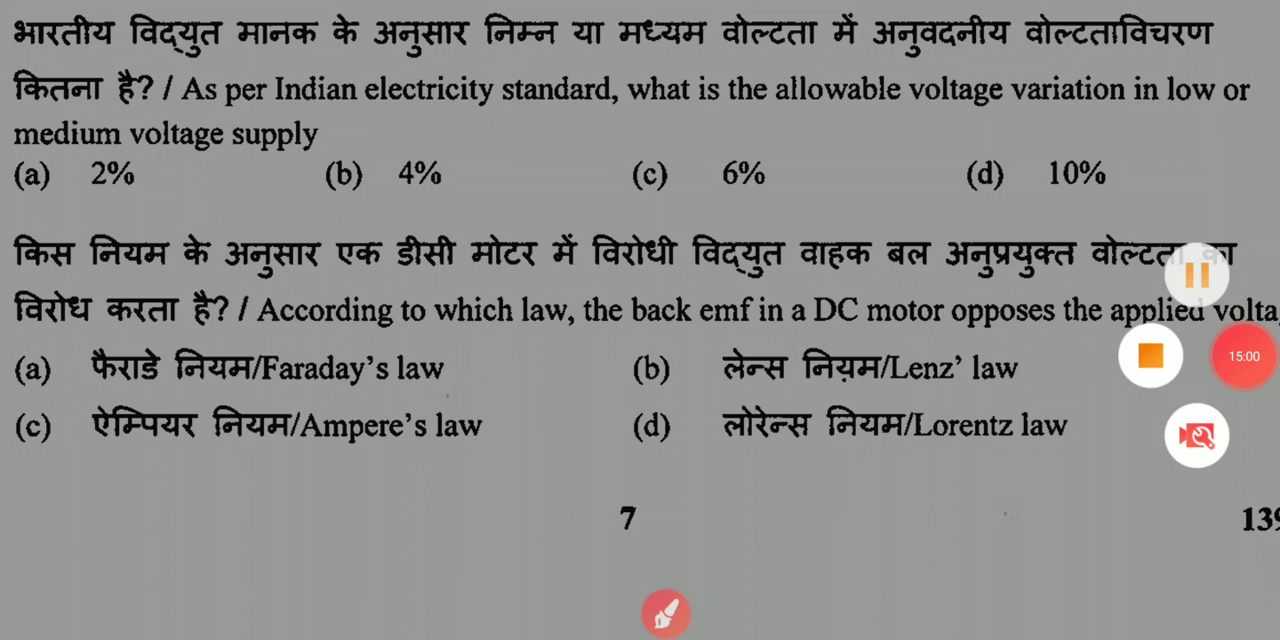 भारतीय विद्युत मानक के अनुसार निम्न या मध्यम वोल्टता में अनुवदनीय वोल्टताविचरण
कितना है? / As per Indian electricity standard, what is the allowable voltage variation in low or
medium voltage supply
(a) 2% (b) 4% (c) 6% (d) 10%
किस नियम के अनुसार एक डीसी मोटर में विरोधी विद्युत वाहक बल अनुप्रयुक्त वोल्टता का
विरोध करता है? / According to which law, the back emf in a DC motor opposes the applied volta
(a) फैराडे नियम/Faraday's law (b) लेन्स नियम/Lenz' law
15:00
(c) ऐम्पियर नियम/Ampere's law (d) लोरेन्स नियम/Lorentz law
7 139